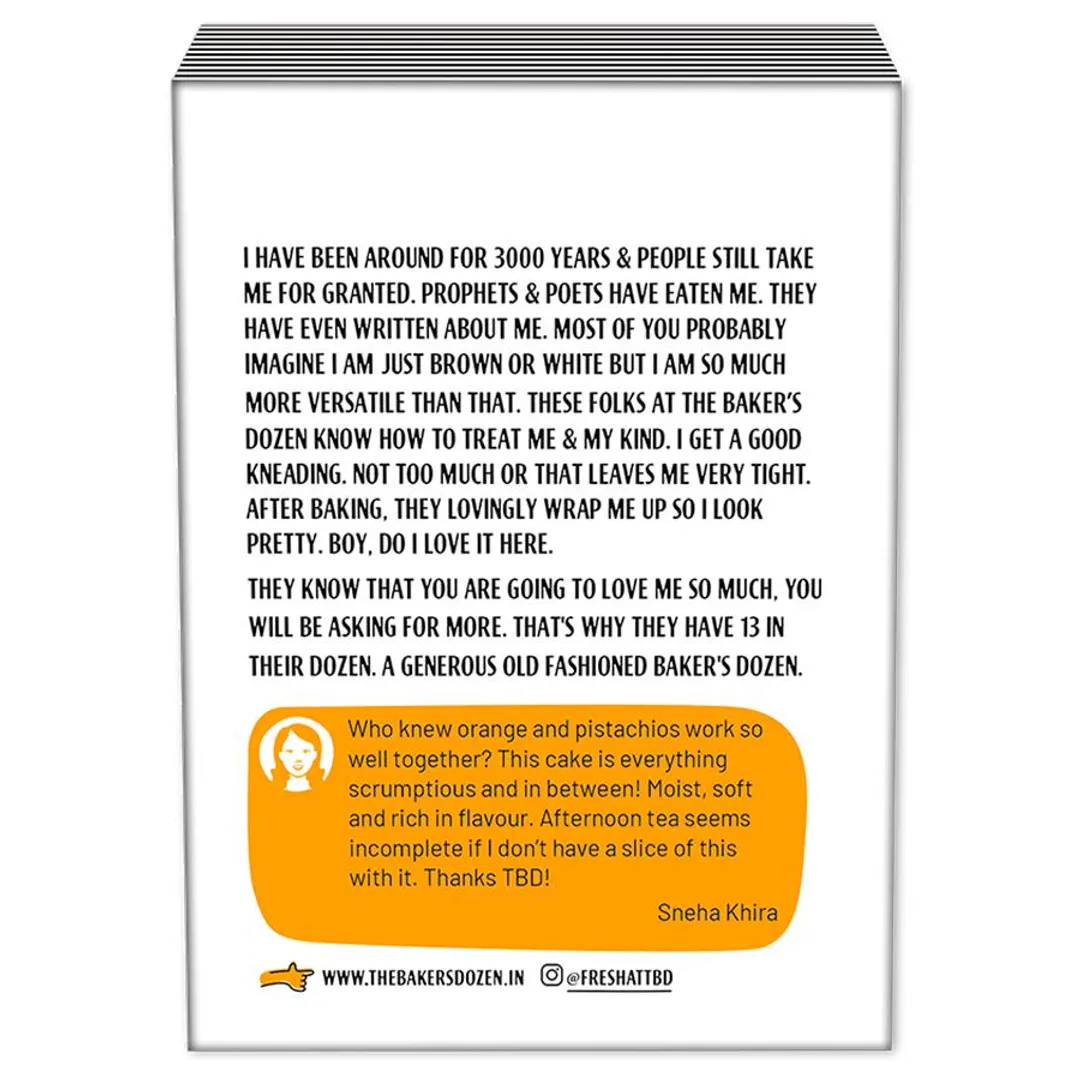 I HAVE BEEN AROUND FOR 3000 YEARS & PEOPLE STILL TAKE
ME FOR GRANTED. PROPHETS & POETS HAVE EATEN ME. THEY
HAVE EVEN WRITTEN ABOUT ME. MOST OF YOU PROBABLY
IMAGINE I AM JUST BROWN OR WHITE BUT I AM SO MUCH
MORE VERSATILE THAN THAT. THESE FOLKS AT THE BAKER'S
DOZEN KNOW HOW TO TREAT ME & MY KIND. I GET A GOOD
KNEADING. NOT TOO MUCH OR THAT LEAVES ME VERY TIGHT.
AFTER BAKING, THEY LOVINGLY WRAP ME UP SO I LOOK
PRETTY. BOY, DO I LOVE IT HERE.
THEY KNOW THAT YOU ARE GOING TO LOVE ME SO MUCH, YOU
WILL BE ASKING FOR MORE. THAT'S WHY THEY HAVE 13 IN
THEIR DOZEN. A GENEROUS OLD FASHIONED BAKER'S DOZEN.
Who knew orange and pistachios work so
well together? This cake is everything
scrumptious and in between! Moist, soft
and rich in flavour. Afternoon tea seems
incomplete if I don't have a slice of this
with it. Thanks TBD!
Sneha Khira
WWW.THEBAKERSDOZEN.IN @FRESHATTBD